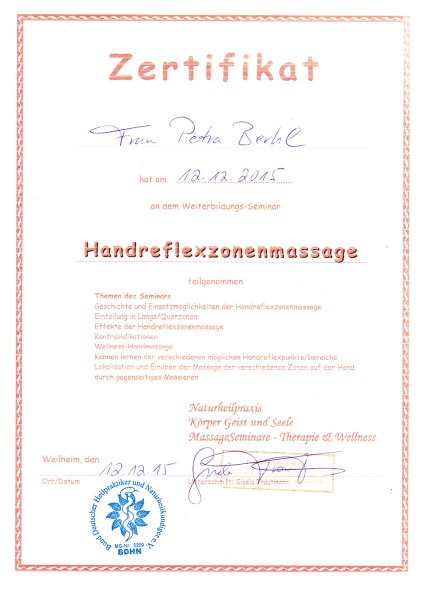 Zertifikat
Frau Petra
hat am 12.12.2015
an dem Weiterbildungs-Seminar
Handreflexzonenmassage
teilgenommen
Themen des Seminars
Geschichte und Einsatzmöglichkeiten der Handreflexzonenmassage
Einteilung in Längs/Querzonen
Effekte der Handreflexzonenmassage
Kontraindikationen
Wellness-Handmassage
Kennen lernen der verschiedenen möglichen Handreflexpunkte/bereiche
Lokalisation und Einüben der Massage der verschiedenen Zonen auf der Hand
durch gegenseitiges Massieren
Naturheilpraxis
Körper Geist und Seele
MassageSeminare - Therapie & Wellness
Weilheim, den 12.12.15
Ort/Datum
Unterschrift: Gisela Trautmann
Bund Deutscher Heilpraktiker und Naturheilkundiger e.V.
MG-Nr. 5259
BDHN